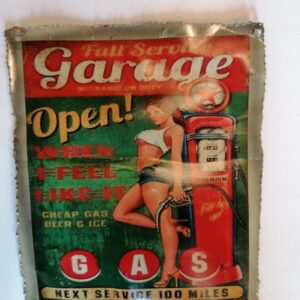 Full Service
Garage
MECHANIC ON DUTY
Open!
WHEN
I FEEL
LIKE IT
CHEAP GAS
BEER & ICE
GAS
NEXT SERVICE 100 MILES